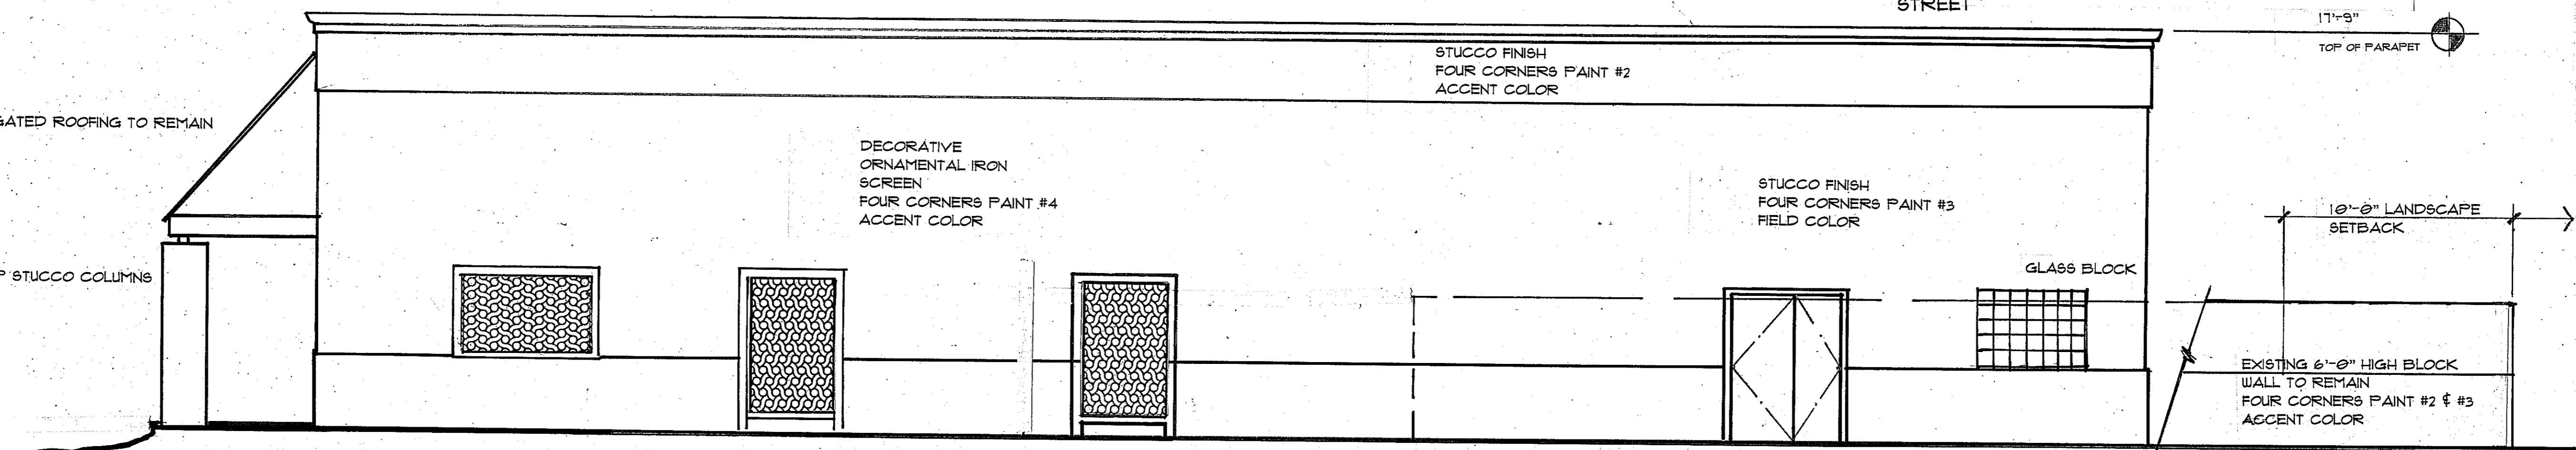 STREET
17'-9"
TOP OF PARAPET
STUCCO FINISH
FOUR CORNERS PAINT #2
ACCENT COLOR
GATED ROOFING TO REMAIN
DECORATIVE
ORNAMENTAL IRON
SCREEN
FOUR CORNERS PAINT #4
ACCENT COLOR
STUCCO FINISH
FOUR CORNERS PAINT #3
FIELD COLOR
10'-0" LANDSCAPE
SETBACK
STUCCO COLUMNS
GLASS BLOCK
EXISTING 6'-0" HIGH BLOCK
WALL TO REMAIN
FOUR CORNERS PAINT #2 & #3
ACCENT COLOR